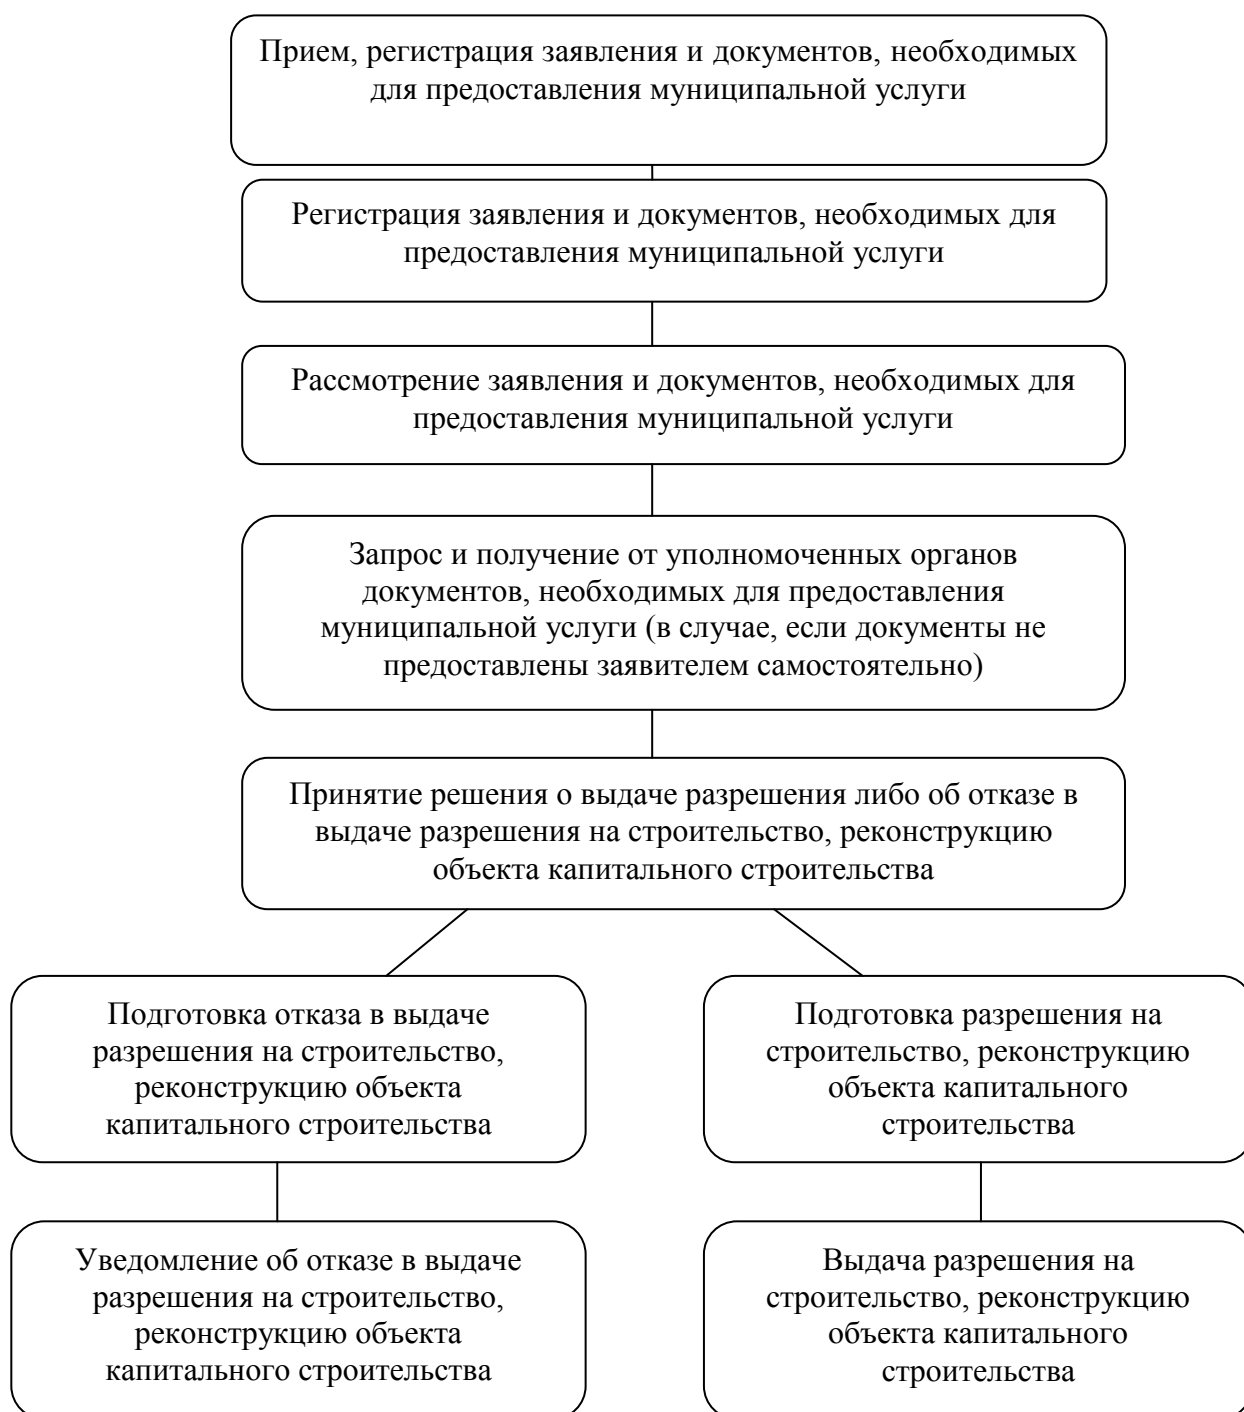 Прием, регистрация заявления и документов, необходимых
для предоставления муниципальной услуги
Регистрация заявления и документов, необходимых для
предоставления муниципальной услуги
Рассмотрение заявления и документов, необходимых для
предоставления муниципальной услуги
Запрос и получение от уполномоченных органов
документов, необходимых для предоставления
муниципальной услуги (в случае, если документы не
предоставлены заявителем самостоятельно)
Принятие решения о выдаче разрешения либо об отказе в
выдаче разрешения на строительство, реконструкцию
объекта капитального строительства
Подготовка отказа в выдаче
разрешения на строительство,
реконструкцию объекта
капитального строительства
Подготовка разрешения на
строительство, реконструкцию
объекта капитального
строительства
Уведомление об отказе в выдаче
разрешения на строительство,
реконструкцию объекта
капитального строительства
Выдача разрешения на
строительство, реконструкцию
объекта капитального
строительства